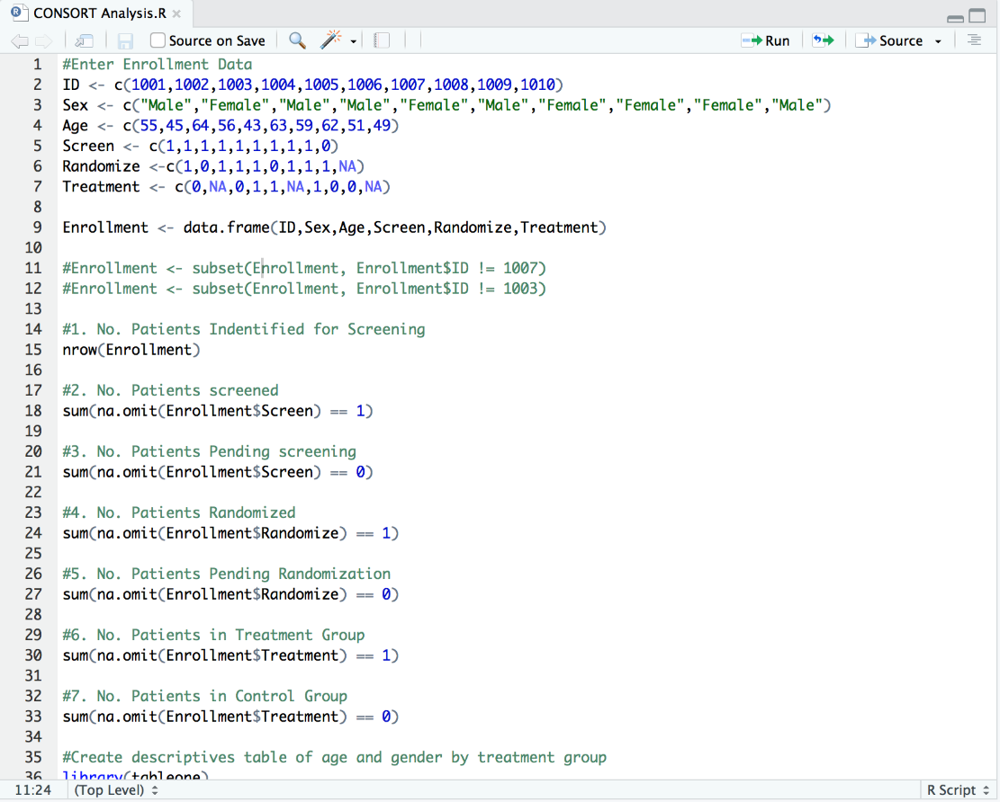 CONSORT Analysis.R
Source on Save
Run
Source
1 #Enter Enrollment Data
2 ID <- c(1001,1002,1003,1004,1005,1006,1007,1008,1009,1010)
3 Sex <- c("Male","Female","Male","Male","Female","Male","Female","Female","Female","Male")
4 Age <- c(55,45,64,56,43,63,59,62,51,49)
5 Screen <- c(1,1,1,1,1,1,1,1,1,0)
6 Randomize <-c(1,0,1,1,1,0,1,1,1,NA)
7 Treatment <- c(0,NA,0,1,1,NA,1,0,0,NA)
8
9 Enrollment <- data.frame(ID,Sex,Age,Screen,Randomize,Treatment)
10
11 #Enrollment <- subset(Enrollment, Enrollment$ID != 1007)
12 #Enrollment <- subset(Enrollment, Enrollment$ID != 1003)
13
14 #1. No. Patients Indentified for Screening
15 nrow(Enrollment)
16
17 #2. No. Patients screened
18 sum(na.omit(Enrollment$Screen) == 1)
19
20 #3. No. Patients Pending screening
21 sum(na.omit(Enrollment$Screen) == 0)
22
23 #4. No. Patients Randomized
24 sum(na.omit(Enrollment$Randomize) == 1)
25
26 #5. No. Patients Pending Randomization
27 sum(na.omit(Enrollment$Randomize) == 0)
28
29 #6. No. Patients in Treatment Group
30 sum(na.omit(Enrollment$Treatment) == 1)
31
32 #7. No. Patients in Control Group
33 sum(na.omit(Enrollment$Treatment) == 0)
34
35 #Create descriptives table of age and gender by treatment group
36 library(tableone)
11:24 (Top Level) R Script